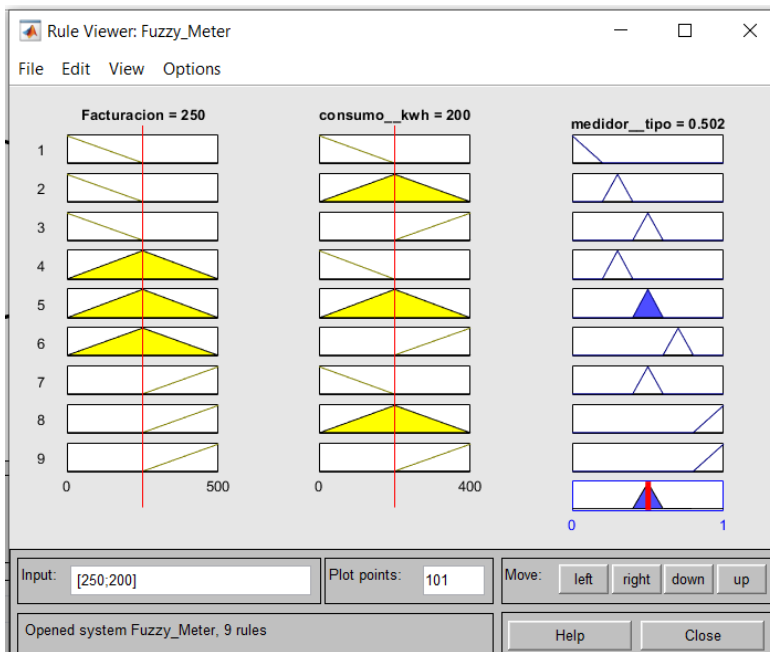 Rule Viewer: Fuzzy_Meter
File Edit View Options
Facturacion = 250
consumo__kwh = 200
medidor__tipo = 0.502
1
2
3
4
5
6
7
8
9
0 500
0 400
0 1
Input: [250;200]
Plot points: 101
Move: left right down up
Opened system Fuzzy_Meter, 9 rules
Help Close